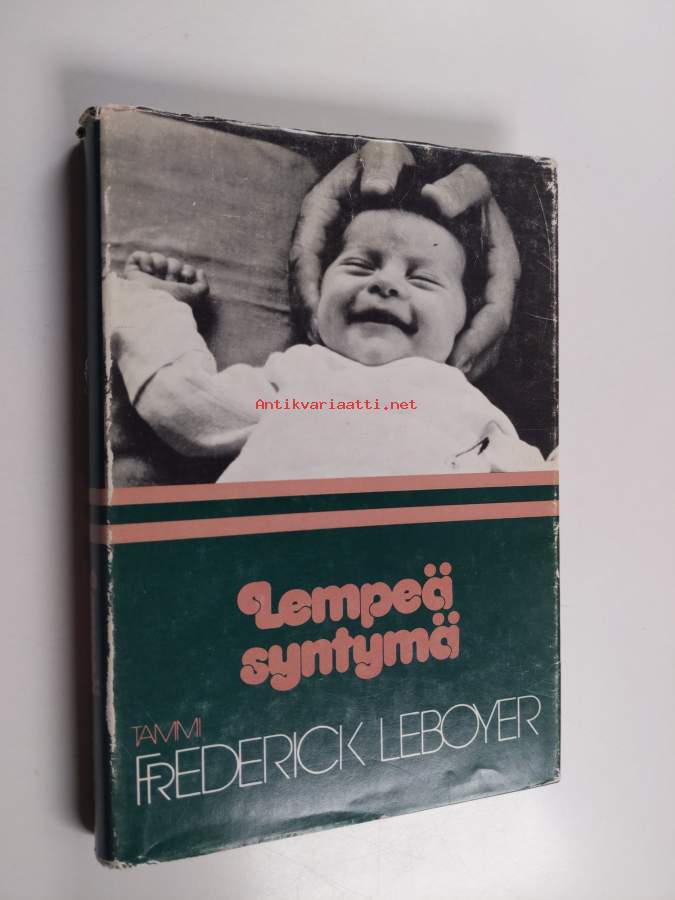 Antikvariaatti.net
Lempeä
syntymä
TAMMI
FREDERICK LEBOYER